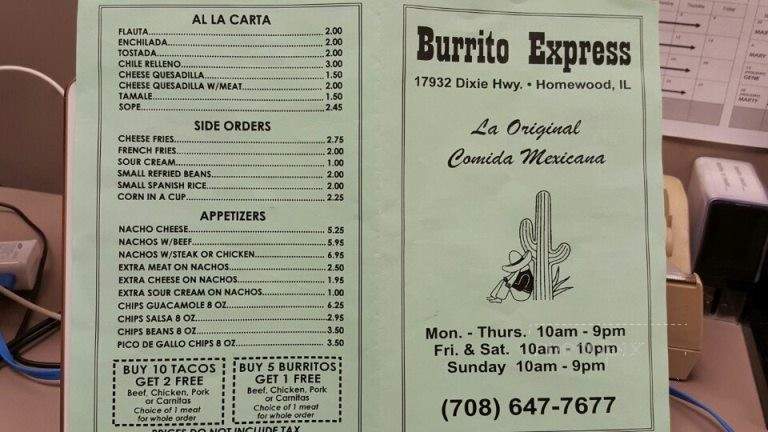 AL LA CARTA
FLAUTA 2.00
ENCHILADA 2.00
TOSTADA 2.00
CHILE RELLENO 3.00
CHEESE QUESADILLA 1.50
CHEESE QUESADILLA W/MEAT 2.00
TAMALE 1.50
SOPE 2.45
SIDE ORDERS
CHEESE FRIES 2.75
FRENCH FRIES 2.00
SOUR CREAM 1.00
SMALL REFRIED BEANS 2.00
SMALL SPANISH RICE 2.00
CORN IN A CUP 2.25
APPETIZERS
NACHO CHEESE 5.25
NACHOS W/BEEF 5.95
NACHOS W/STEAK OR CHICKEN 6.95
EXTRA MEAT ON NACHOS 2.50
EXTRA CHEESE ON NACHOS 1.95
EXTRA SOUR CREAM ON NACHOS 1.00
CHIPS GUACAMOLE 8 OZ. 6.25
CHIPS SALSA 8 OZ. 2.95
CHIPS BEANS 8 OZ. 3.50
PICO DE GALLO CHIPS 8 OZ. 3.50
BUY 10 TACOS
GET 2 FREE
Beef, Chicken, Pork
or Carnitas
Choice of 1 meat
for whole order
BUY 5 BURRITOS
GET 1 FREE
Beef, Chicken, Pork
or Carnitas
Choice of 1 meat
for whole order
PRICES DO NOT INCLUDE TAX
Burrito Express
17932 Dixie Hwy. • Homewood, IL
La Original
Comida Mexicana
Mon. - Thurs. 10am - 9pm
Fri. & Sat. 10am - 10pm
Sunday 10am - 9pm
(708) 647-7677
GENE
MARTY